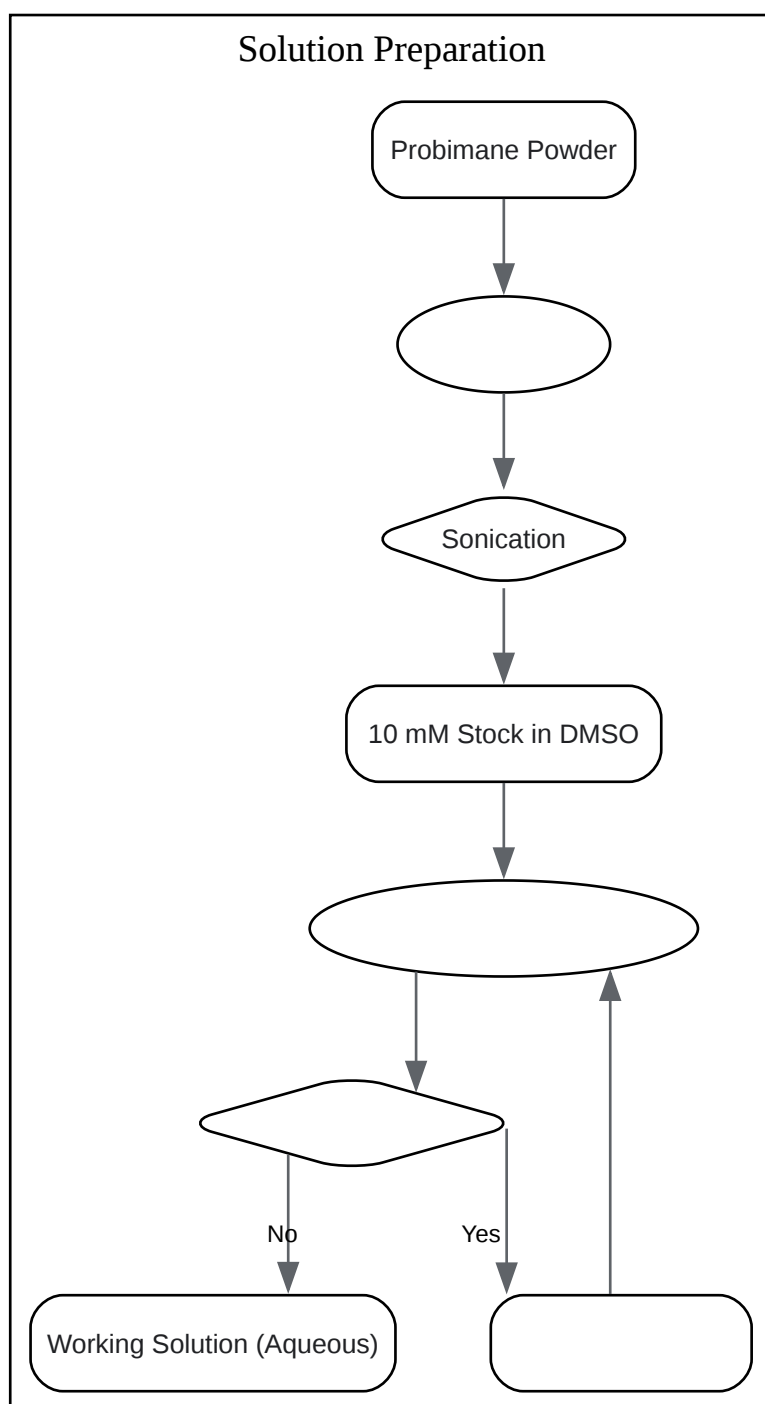 Solution Preparation
Probimane Powder
Sonication
10 mM Stock in DMSO
No
Yes
Working Solution (Aqueous)